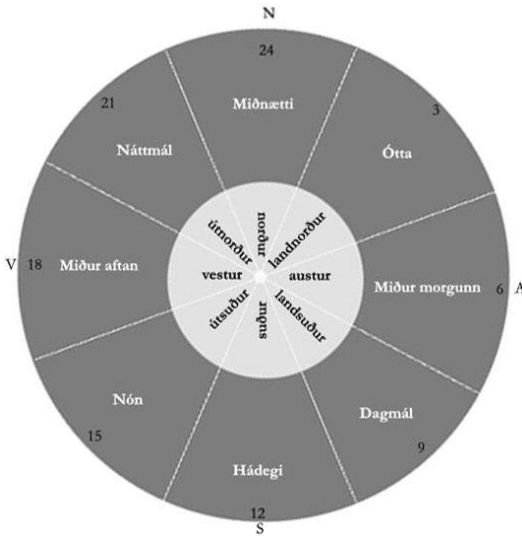 N
24
Miðnætti
21
3
Náttmál
Ótta
norður
útnorður
landnorður
V
18
Miður aftan
vestur
austur
Miður morgunn
6
A
útsuður
suður
landsuður
Nón
Dagmál
15
9
Hádegi
12
S